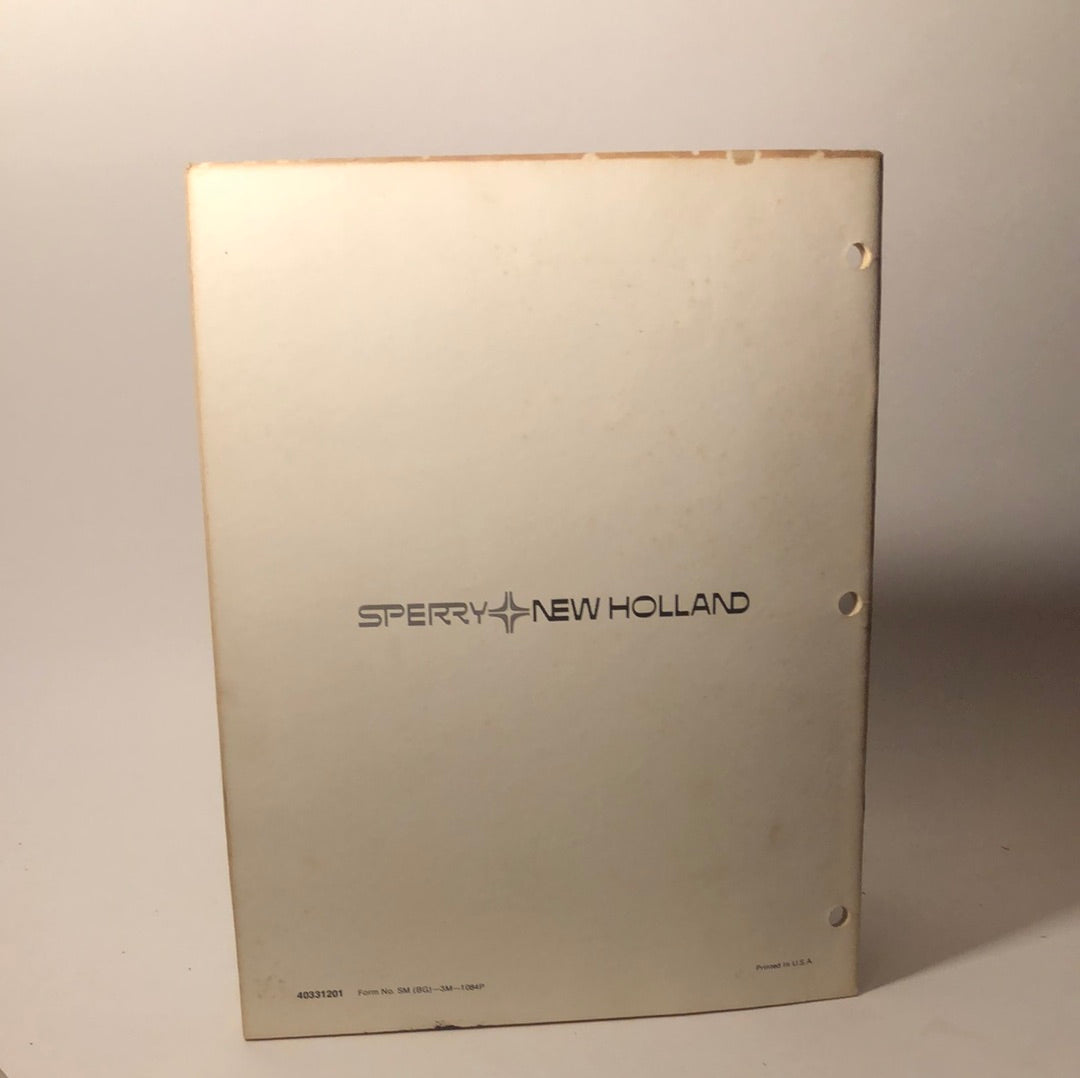 SPERRY NEW HOLLAND
Printed In U.S.A.
40331201 Form No. SM (BG)—3M—1084P